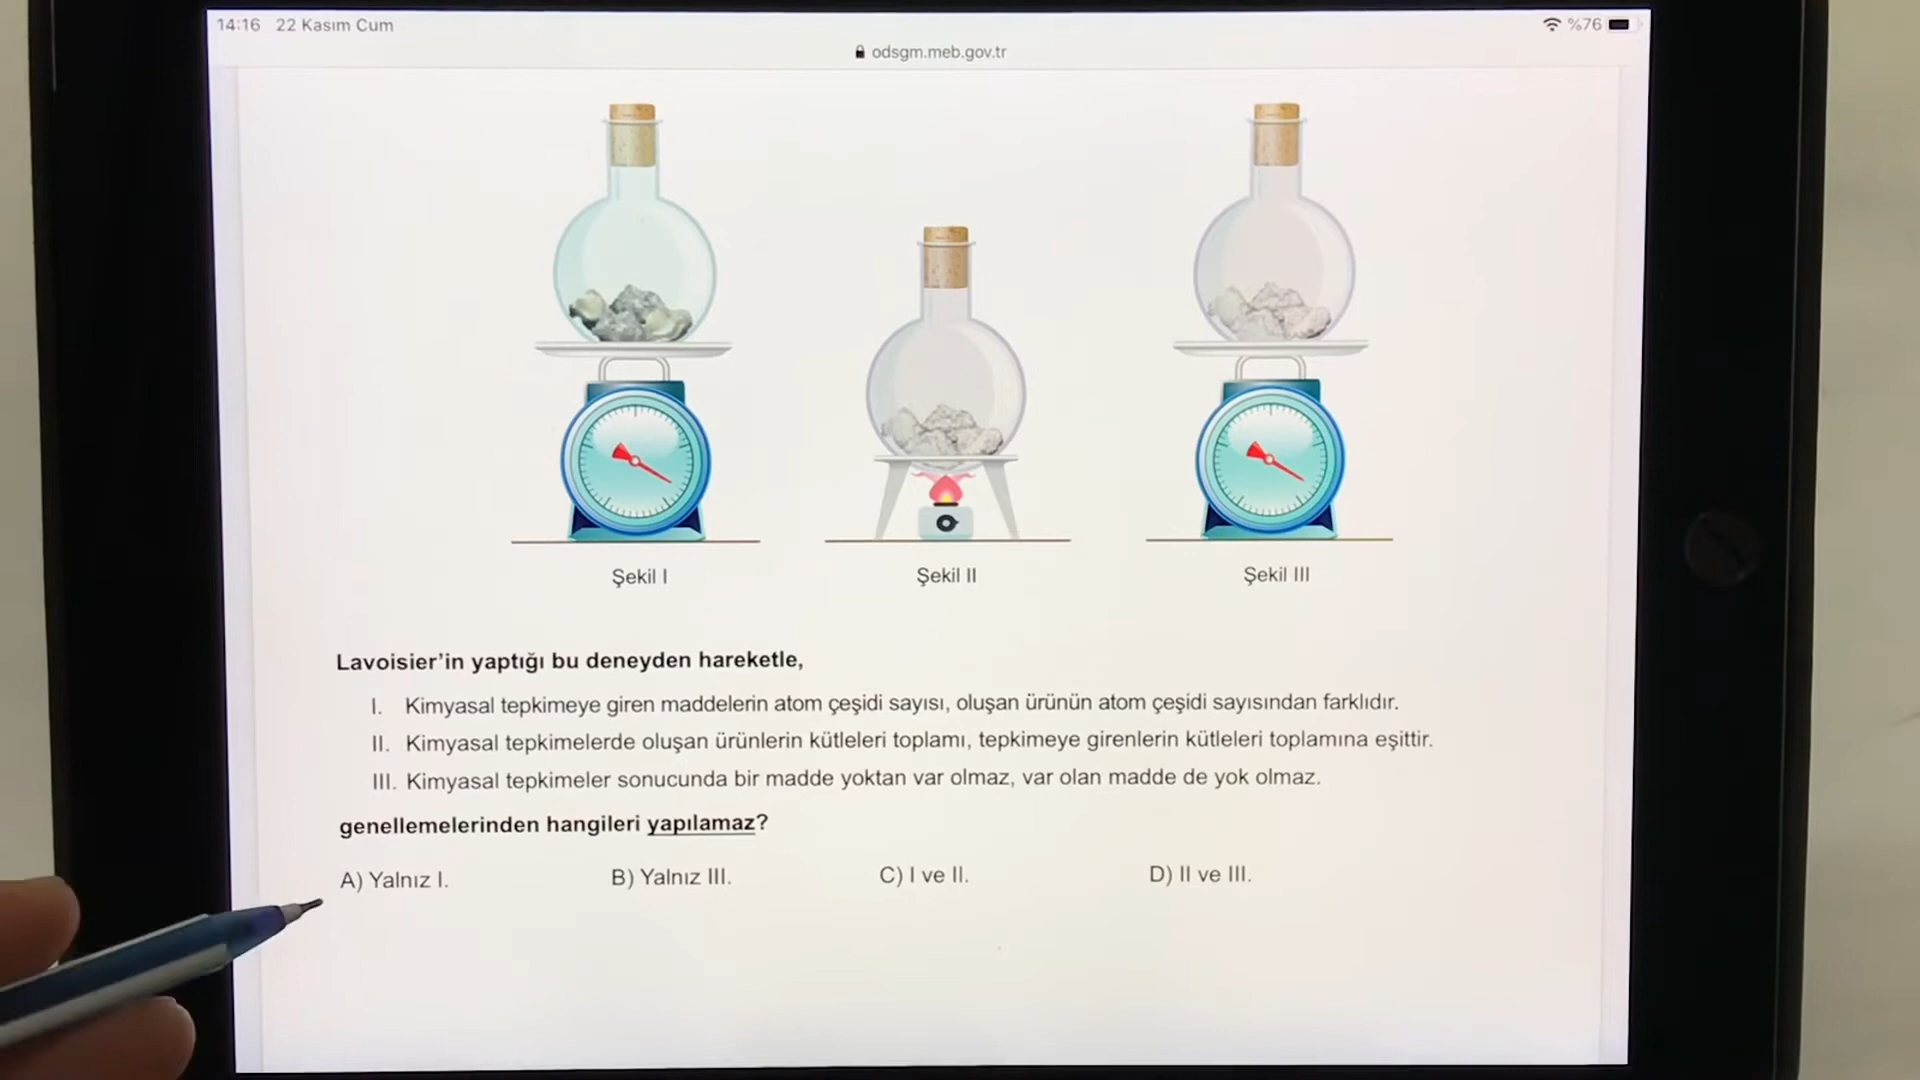 14:16 22 Kasım Cum
%76
odsgm.meb.gov.tr
Şekil I
Şekil II
Şekil III
Lavoisier’in yaptığı bu deneyden hareketle,
I. Kimyasal tepkimeye giren maddelerin atom çeşidi sayısı, oluşan ürünün atom çeşidi sayısından farklıdır.
II. Kimyasal tepkimelerde oluşan ürünlerin kütleleri toplamı, tepkimeye girenlerin kütleleri toplamına eşittir.
III. Kimyasal tepkimeler sonucunda bir madde yoktan var olmaz, var olan madde de yok olmaz.
genellemelerinden hangileri yapılamaz?
A) Yalnız I.
B) Yalnız III.
C) I ve II.
D) II ve III.